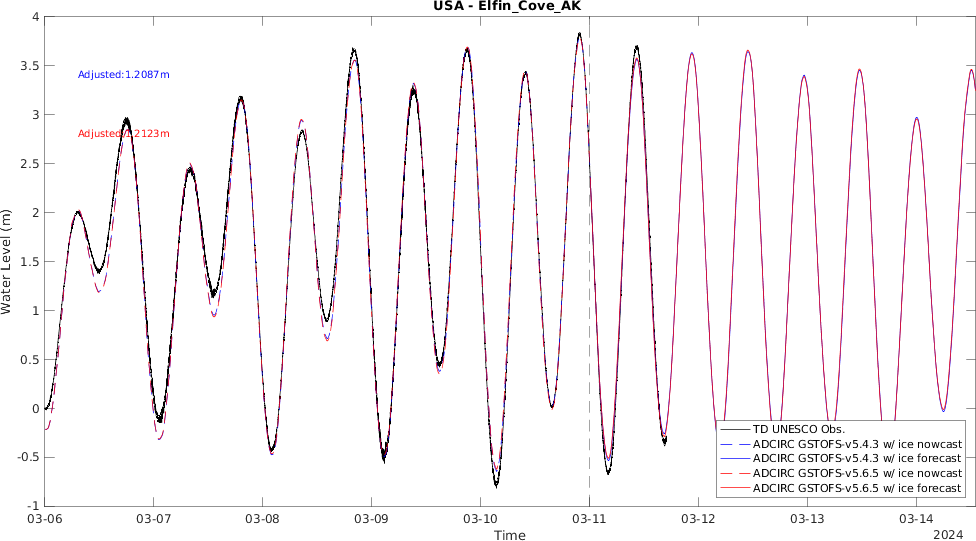 USA - Elfin_Cove_AK
4
3.5
3
2.5
2
1.5
1
0.5
0
-0.5
-1
Water Level (m)
Adjusted:1.2087m
Adjusted:1.2123m
TD UNESCO Obs.
ADCIRC GSTOFS-v5.4.3 w/ ice nowcast
ADCIRC GSTOFS-v5.4.3 w/ ice forecast
ADCIRC GSTOFS-v5.6.5 w/ ice nowcast
ADCIRC GSTOFS-v5.6.5 w/ ice forecast
03-06 03-07 03-08 03-09 03-10 03-11 03-12 03-13 03-14
Time
2024